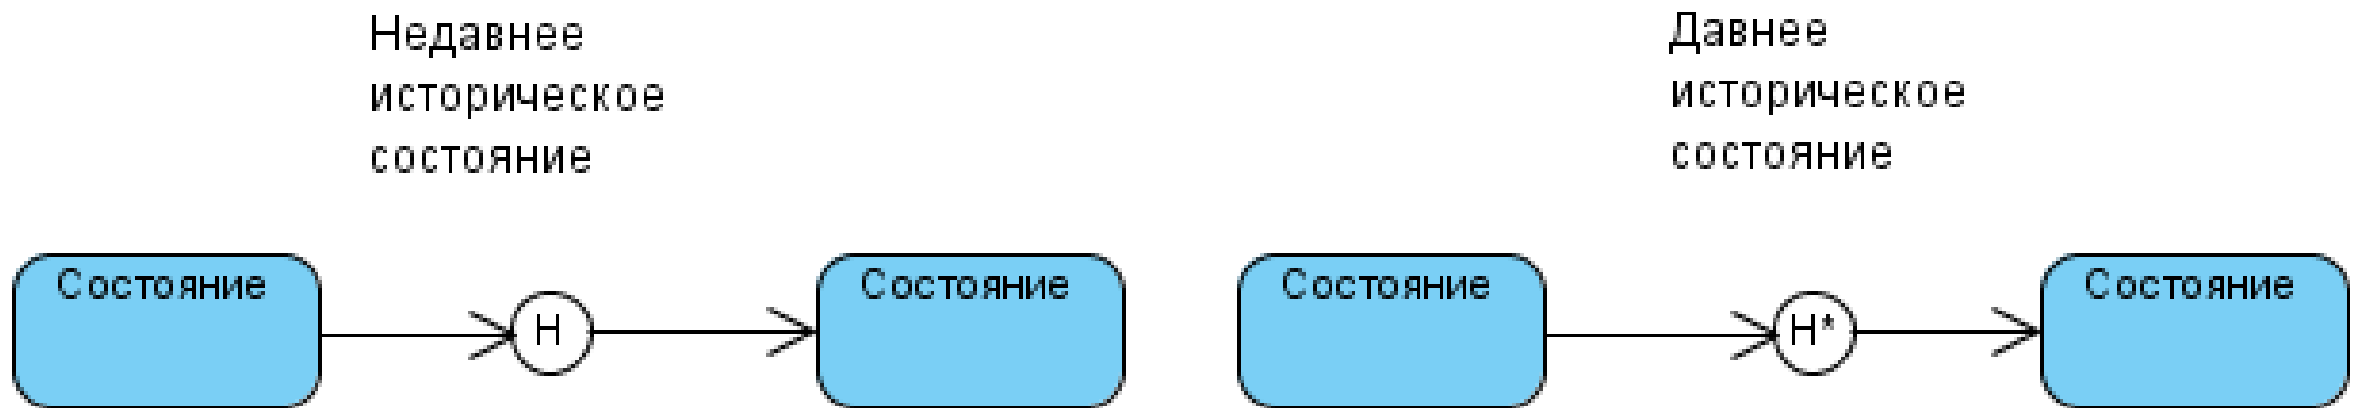 Недавнее
историческое
состояние
Давнее
историческое
состояние
Состояние
H
Состояние
Состояние
H*
Состояние